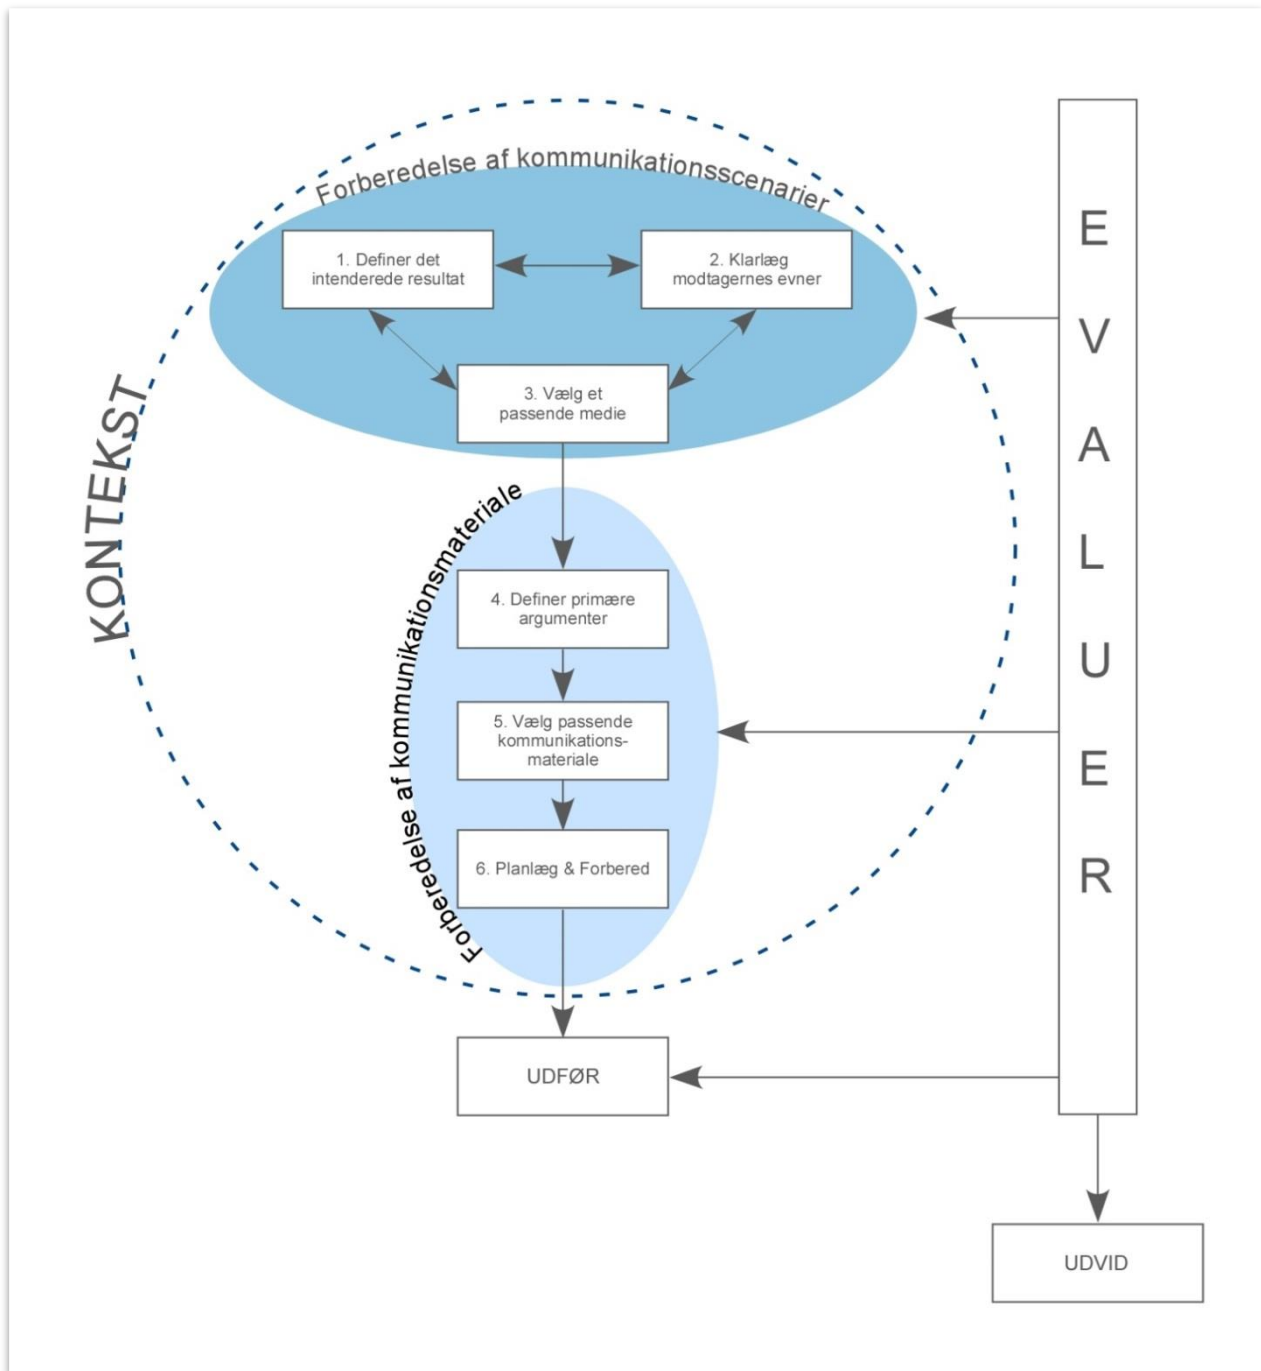 Forberedelse af kommunikationsscenarier
1. Definer det
intenderede resultat
2. Klarlæg
modtagernes evner
3. Vælg et
passende medie
KONTEKST
Forberedelse af kommunikationsmateriale
4. Definer primære
argumenter
5. Vælg passende
kommunikations-
materiale
6. Planlæg & Forbered
UDFØR
E
V
A
L
U
E
R
UDVID